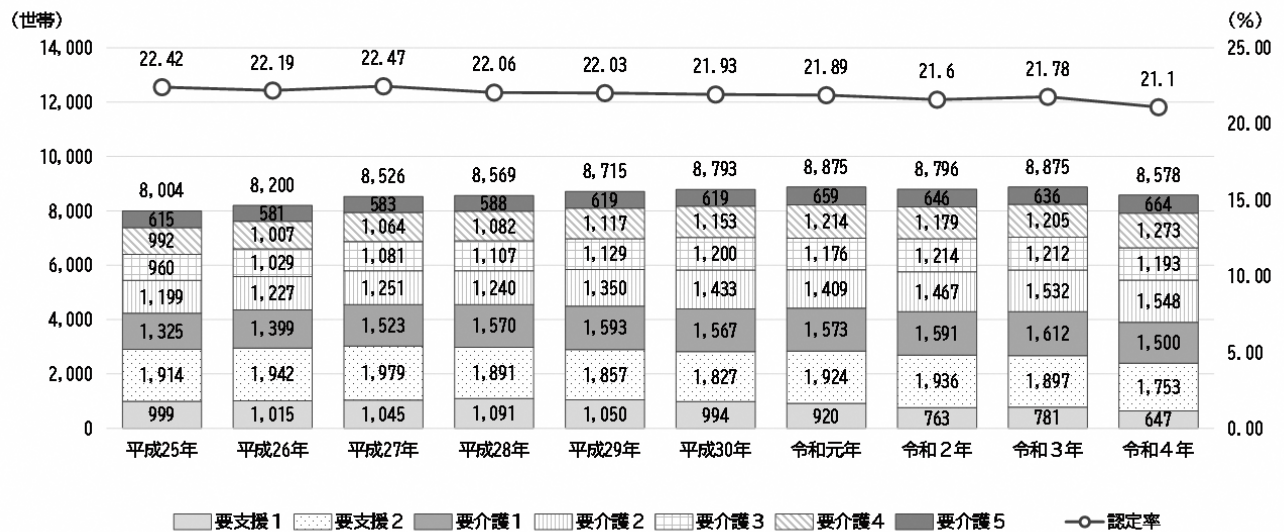 （世帯）
（％）
14,000
12,000
10,000
8,000
6,000
4,000
2,000
0
25.00
20.00
15.00
10.00
5.00
0.00
22.42 22.19 22.47 22.06 22.03 21.93 21.89 21.6 21.78 21.1
8,004 8,200 8,526 8,569 8,715 8,793 8,875 8,796 8,875 8,578
615 581 583 588 619 619 659 646 636 664
992 1,007 1,064 1,082 1,117 1,153 1,214 1,179 1,205 1,273
960 1,029 1,081 1,107 1,129 1,200 1,176 1,214 1,212 1,193
1,199 1,227 1,251 1,240 1,350 1,433 1,409 1,467 1,532 1,548
1,325 1,399 1,523 1,570 1,593 1,567 1,573 1,591 1,612 1,500
1,914 1,942 1,979 1,891 1,857 1,827 1,924 1,936 1,897 1,753
999 1,015 1,045 1,091 1,050 994 920 763 781 647
平成25年 平成26年 平成27年 平成28年 平成29年 平成30年 令和元年 令和２年 令和３年 令和４年
要支援１ 要支援２ 要介護１ 要介護２ 要介護３ 要介護４ 要介護５ 認定率